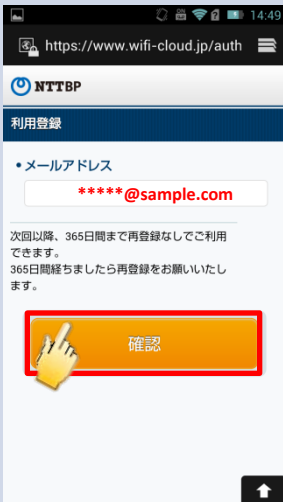 14:49
https://www.wifi-cloud.jp/auth
NTTBP
利用登録
•メールアドレス
*****@sample.com
次回以降、365日間まで再登録なしでご利用
できます。
365日間経ちましたら再登録をお願いいたし
ます。
確認